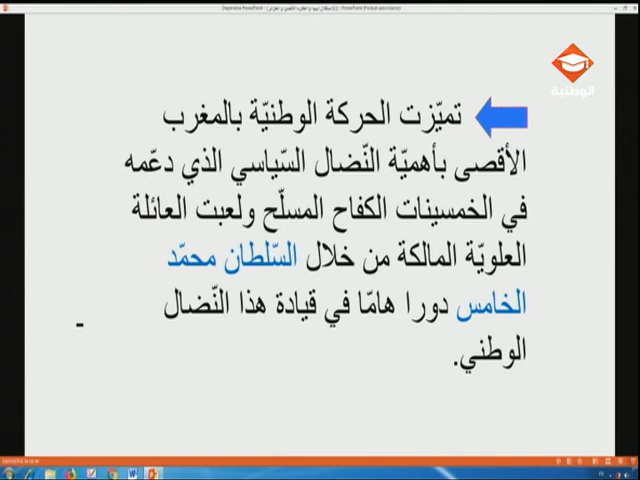 الوطنية
تميّزت الحركة الوطنيّة بالمغرب
الأقصى بأهميّة النّضال السّياسي الذي دعّمه
في الخمسينات الكفاح المسلّح ولعبت العائلة
العلويّة المالكة من خلال السّلطان محمّد
الخامس دورا هامّا في قيادة هذا النّضال
الوطني.
-